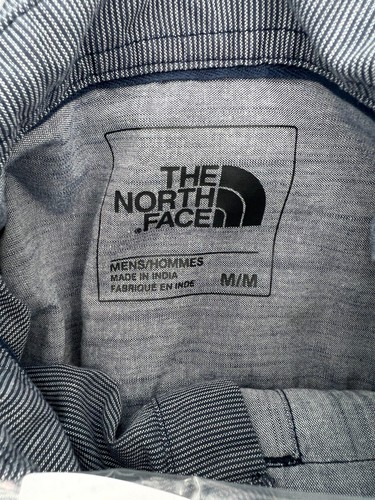 THE
NORTH
FACE
MENS/HOMMES
MADE IN INDIA
FABRIQUÉ EN INDE
M/M